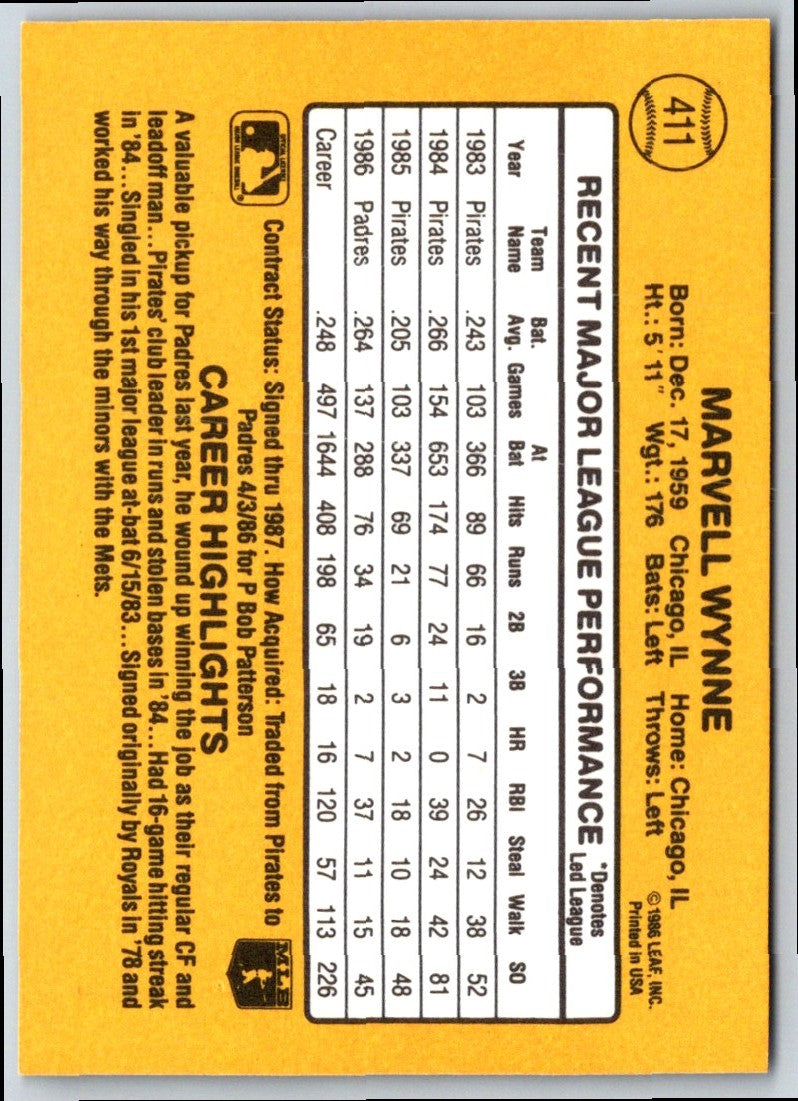 411
MARVELL WYNNE
Born: Dec. 17, 1959 Chicago, IL Home: Chicago, IL
Ht.: 5'11" Wgt.: 176 Bats: Left Throws: Left
©1986 LEAF, INC.
Printed in USA
RECENT MAJOR LEAGUE PERFORMANCE *Denotes Led League
Year Team Name Bat. Avg. Games At Bat Hits Runs 2B 3B HR RBI Steal Walk SO
1983 Pirates .243 103 366 89 66 16 2 7 26 12 38 52
1984 Pirates .266 154 653 174 77 24 11 0 39 24 42 81
1985 Pirates .205 103 337 69 21 6 3 2 18 10 18 48
1986 Padres .264 137 288 76 34 19 2 7 37 11 15 45
Career .248 497 1644 408 198 65 18 16 120 57 113 226
Contract Status: Signed thru 1987. How Acquired: Traded from Pirates to
Padres 4/3/86 for P Bob Patterson
MLB
CAREER HIGHLIGHTS
A valuable pickup for Padres last year, he wound up winning the job as their regular CF and
leadoff man... Pirates' club leader in runs and stolen bases in '84... Had 16-game hitting streak
in '84... Singled in his 1st major league at-bat 6/15/83... Signed originally by Royals in '78 and
worked his way through the minors with the Mets.